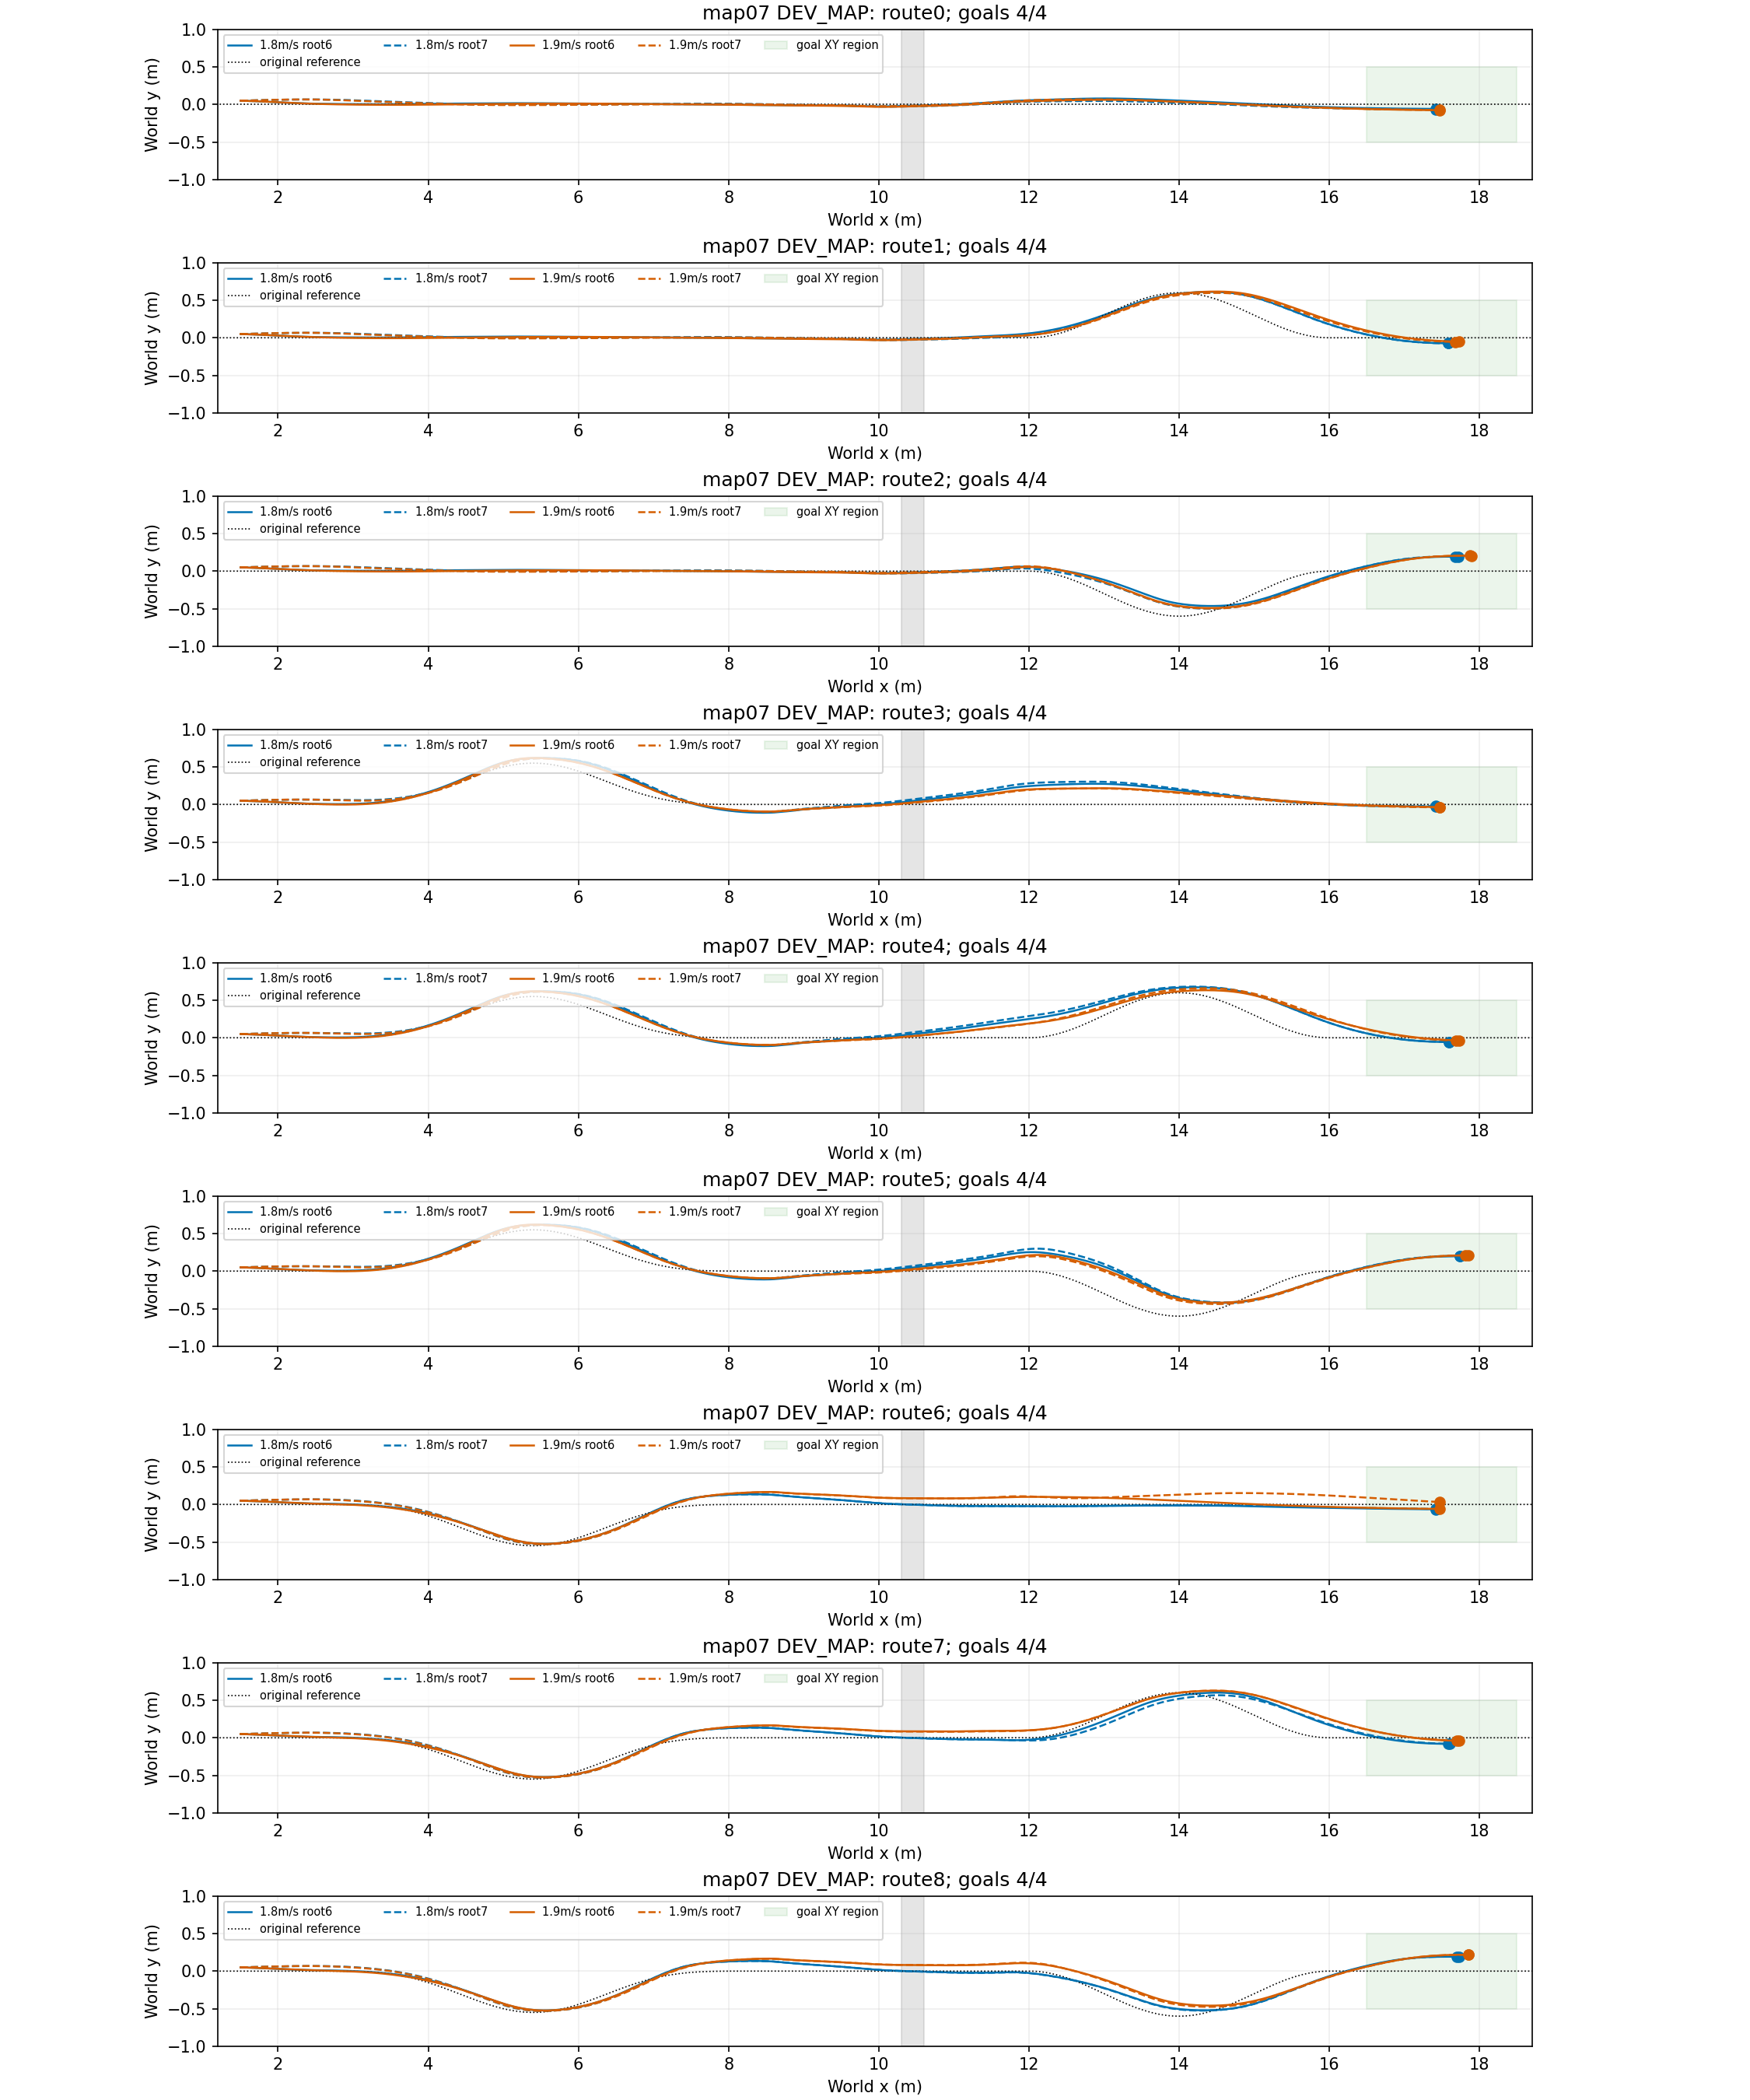 map07 DEV_MAP: route0; goals 4/4
1.8m/s root6 1.8m/s root7 1.9m/s root6 1.9m/s root7 goal XY region
original reference
World y (m)
1.0
0.5
0.0
−0.5
−1.0
2 4 6 8 10 12 14 16 18
World x (m)
map07 DEV_MAP: route1; goals 4/4
1.8m/s root6 1.8m/s root7 1.9m/s root6 1.9m/s root7 goal XY region
original reference
World y (m)
1.0
0.5
0.0
−0.5
−1.0
2 4 6 8 10 12 14 16 18
World x (m)
map07 DEV_MAP: route2; goals 4/4
1.8m/s root6 1.8m/s root7 1.9m/s root6 1.9m/s root7 goal XY region
original reference
World y (m)
1.0
0.5
0.0
−0.5
−1.0
2 4 6 8 10 12 14 16 18
World x (m)
map07 DEV_MAP: route3; goals 4/4
1.8m/s root6 1.8m/s root7 1.9m/s root6 1.9m/s root7 goal XY region
original reference
World y (m)
1.0
0.5
0.0
−0.5
−1.0
2 4 6 8 10 12 14 16 18
World x (m)
map07 DEV_MAP: route4; goals 4/4
1.8m/s root6 1.8m/s root7 1.9m/s root6 1.9m/s root7 goal XY region
original reference
World y (m)
1.0
0.5
0.0
−0.5
−1.0
2 4 6 8 10 12 14 16 18
World x (m)
map07 DEV_MAP: route5; goals 4/4
1.8m/s root6 1.8m/s root7 1.9m/s root6 1.9m/s root7 goal XY region
original reference
World y (m)
1.0
0.5
0.0
−0.5
−1.0
2 4 6 8 10 12 14 16 18
World x (m)
map07 DEV_MAP: route6; goals 4/4
1.8m/s root6 1.8m/s root7 1.9m/s root6 1.9m/s root7 goal XY region
original reference
World y (m)
1.0
0.5
0.0
−0.5
−1.0
2 4 6 8 10 12 14 16 18
World x (m)
map07 DEV_MAP: route7; goals 4/4
1.8m/s root6 1.8m/s root7 1.9m/s root6 1.9m/s root7 goal XY region
original reference
World y (m)
1.0
0.5
0.0
−0.5
−1.0
2 4 6 8 10 12 14 16 18
World x (m)
map07 DEV_MAP: route8; goals 4/4
1.8m/s root6 1.8m/s root7 1.9m/s root6 1.9m/s root7 goal XY region
original reference
World y (m)
1.0
0.5
0.0
−0.5
−1.0
2 4 6 8 10 12 14 16 18
World x (m)